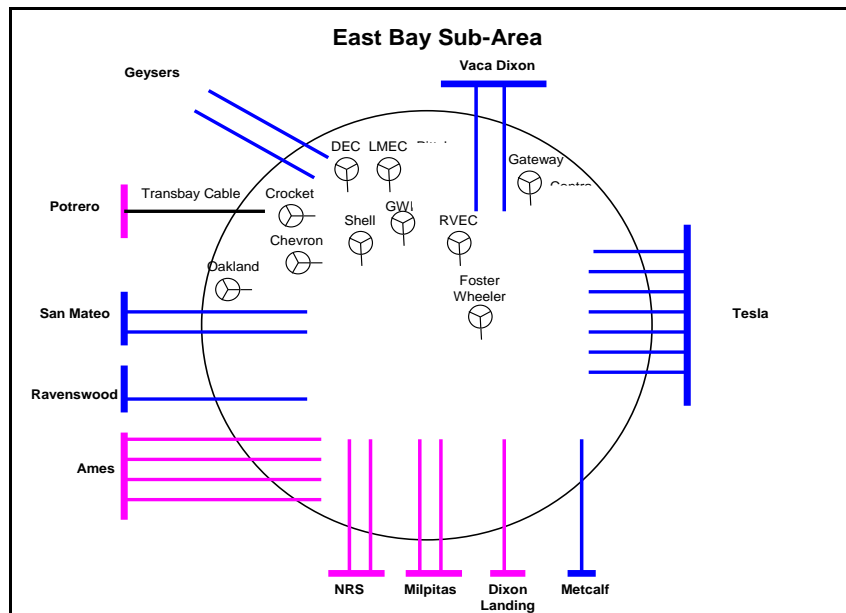 East Bay Sub-Area
Vaca Dixon
Geysers
DEC LMEC
Gateway
Transbay Cable
Crocket
Potrero
Shell
RVEC
Chevron
Oakland
Foster
Wheeler
San Mateo
Tesla
Ravenswood
Ames
NRS
Milpitas
Dixon
Landing
Metcalf